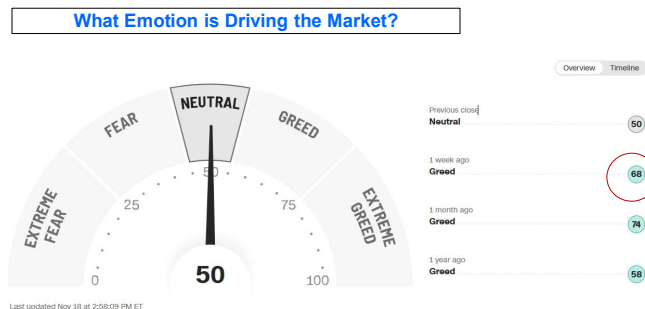 What Emotion is Driving the Market?
Overview Timeline
EXTREME FEAR
FEAR
NEUTRAL
GREED
EXTREME GREED
0
25
50
75
100
50
Last updated Nov 18 at 2:58:09 PM ET
Previous close
Neutral
50
1 week ago
Greed
68
1 month ago
Greed
74
1 year ago
Greed
58